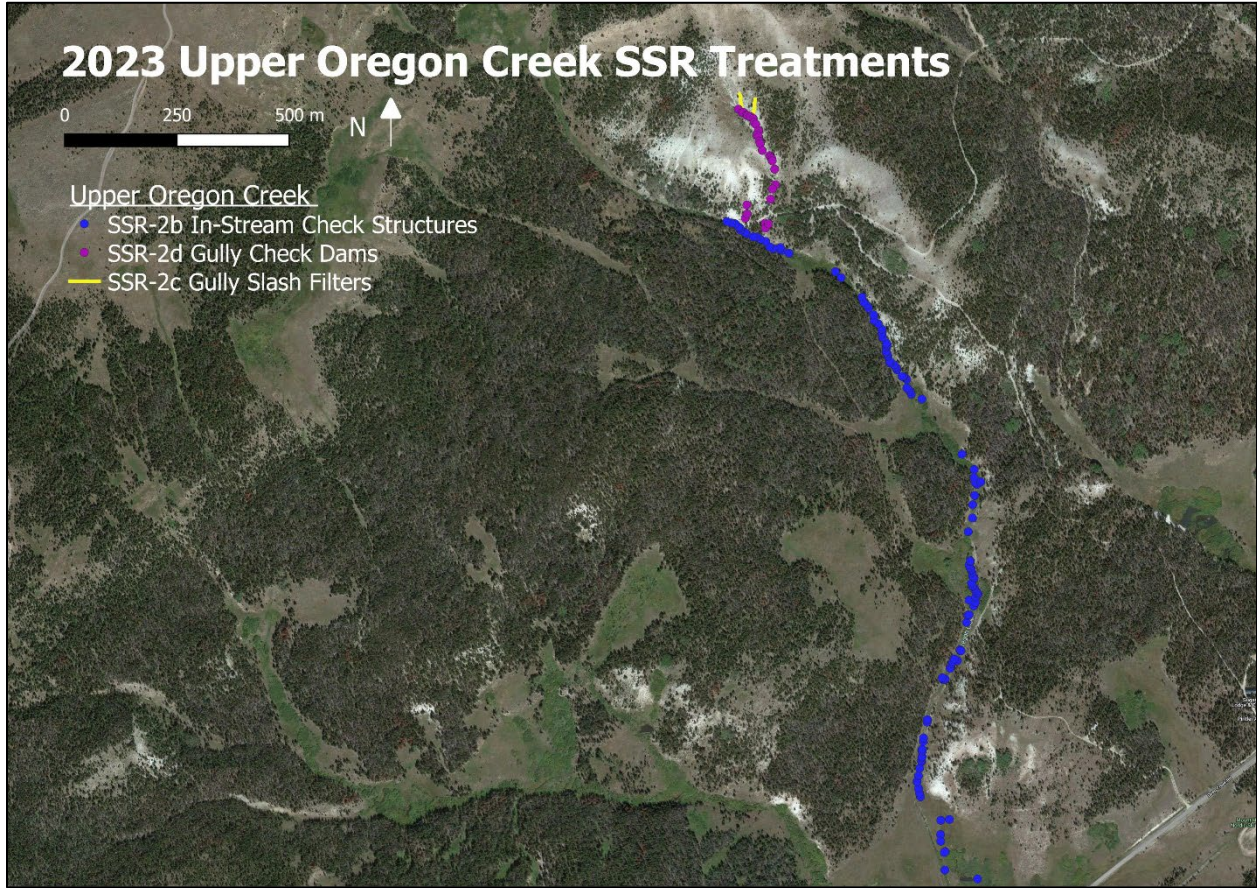 2023 Upper Oregon Creek SSR Treatments
0 250 500 m
N
Upper Oregon Creek
SSR-2b In-Stream Check Structures
SSR-2d Gully Check Dams
SSR-2c Gully Slash Filters